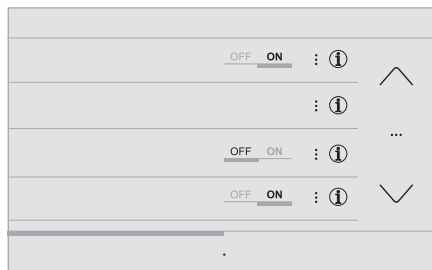 OFF ON ⋮ i
⋮ i
OFF ON ⋮ i
...
OFF ON ⋮ i
.